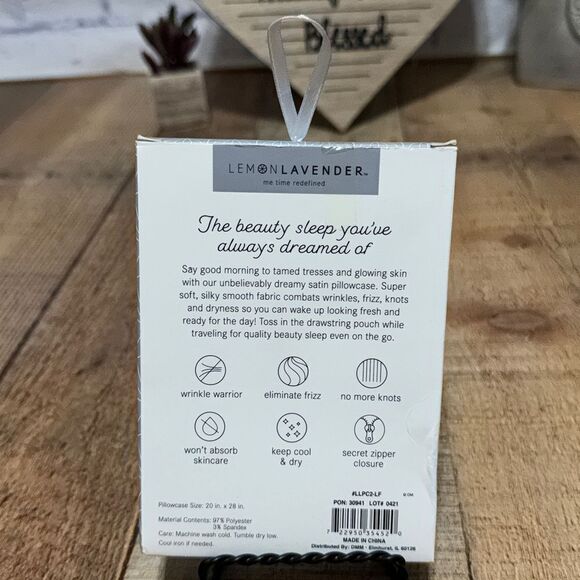 Blessed
LEMONLAVENDER™
me time redefined
The beauty sleep you've
always dreamed of
Say good morning to tamed tresses and glowing skin
with our unbelievably dreamy satin pillowcase. Super
soft, silky smooth fabric combats wrinkles, frizz, knots
and dryness so you can wake up looking fresh and
ready for the day! Toss in the drawstring pouch while
traveling for quality beauty sleep even on the go.
wrinkle warrior
eliminate frizz
no more knots
won't absorb
skincare
keep cool
& dry
secret zipper
closure
Pillowcase Size: 20 in. x 28 in.
Material Contents: 97% Polyester
3% Spandex
Care: Machine wash cold. Tumble dry low.
Cool iron if needed.
#LLPC2-LF
PON: 30941 LOT# 0421
7 22950 35452 0
MADE IN CHINA
Distributed By: DMM - Elmhurst, IL 60126